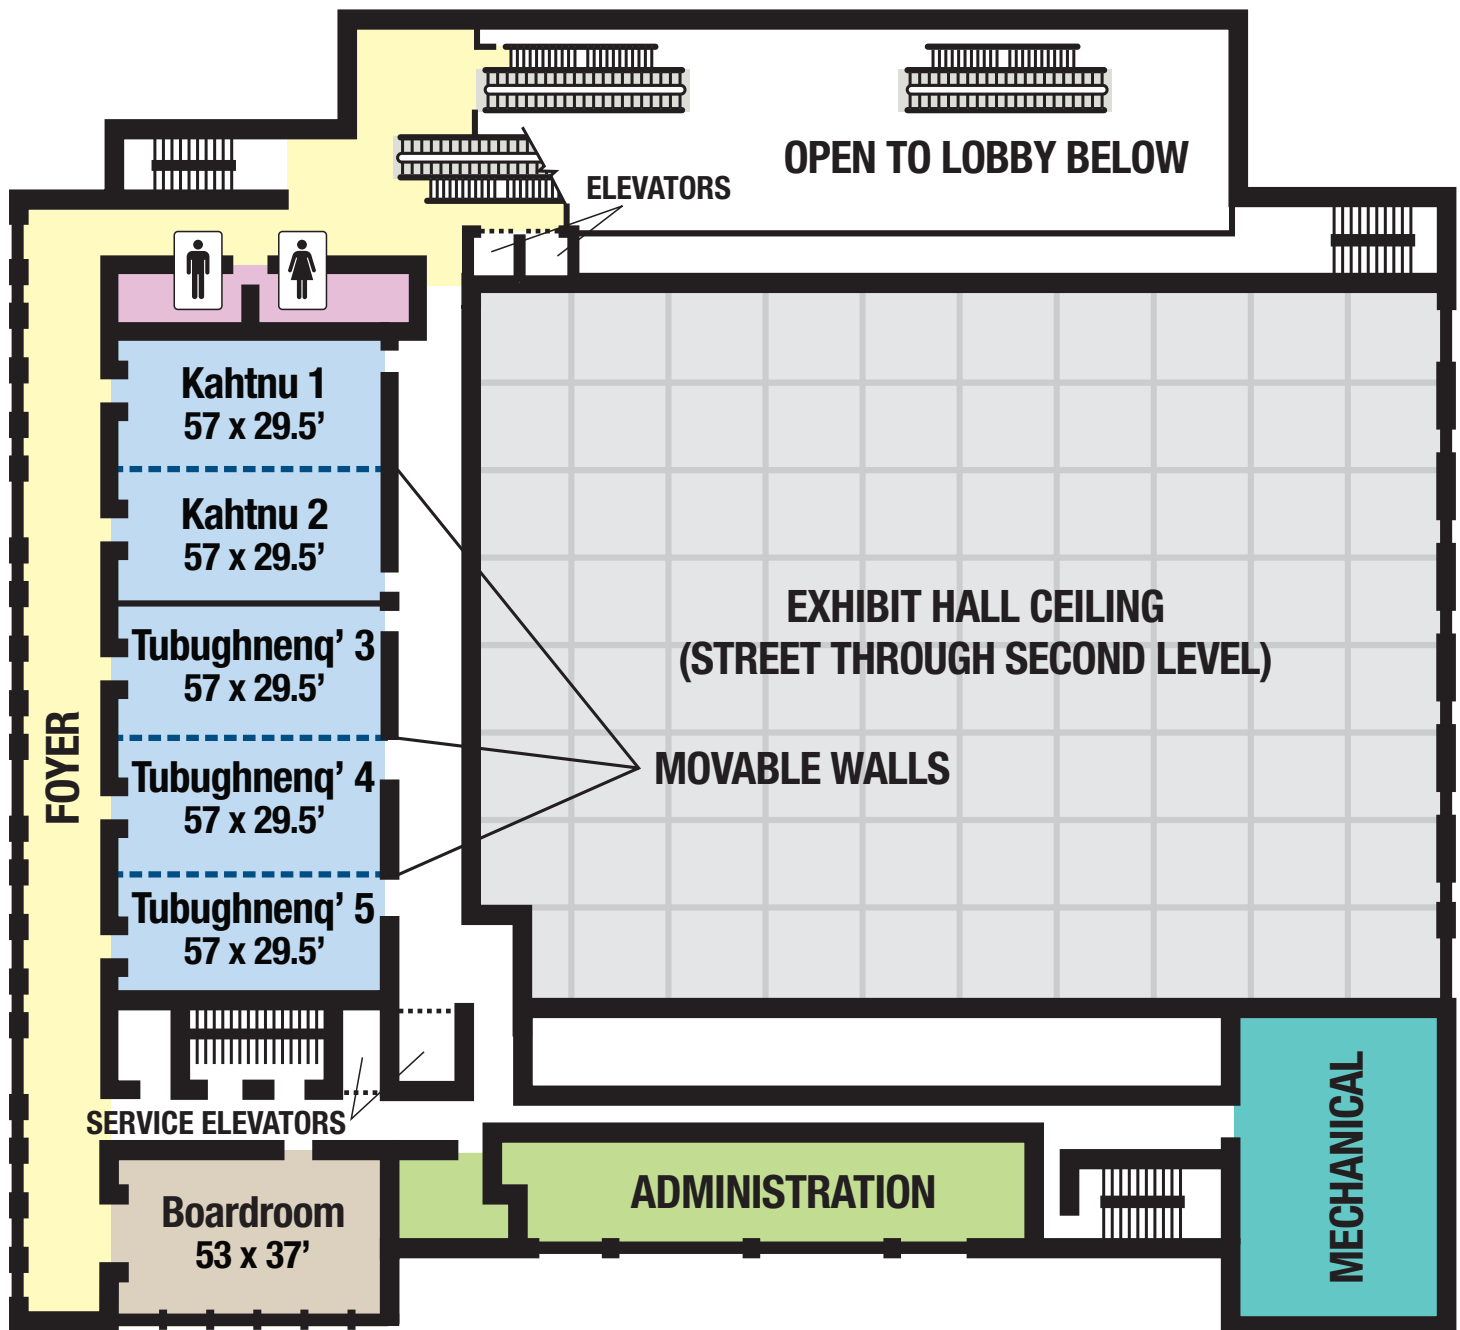 OPEN TO LOBBY BELOW
ELEVATORS
Kahtnu 1
57 x 29.5’
Kahtnu 2
57 x 29.5’
Tubughnenq’ 3
57 x 29.5’
Tubughnenq’ 4
57 x 29.5’
Tubughnenq’ 5
57 x 29.5’
FOYER
EXHIBIT HALL CEILING
(STREET THROUGH SECOND LEVEL)
MOVABLE WALLS
SERVICE ELEVATORS
Boardroom
53 x 37’
ADMINISTRATION
MECHANICAL